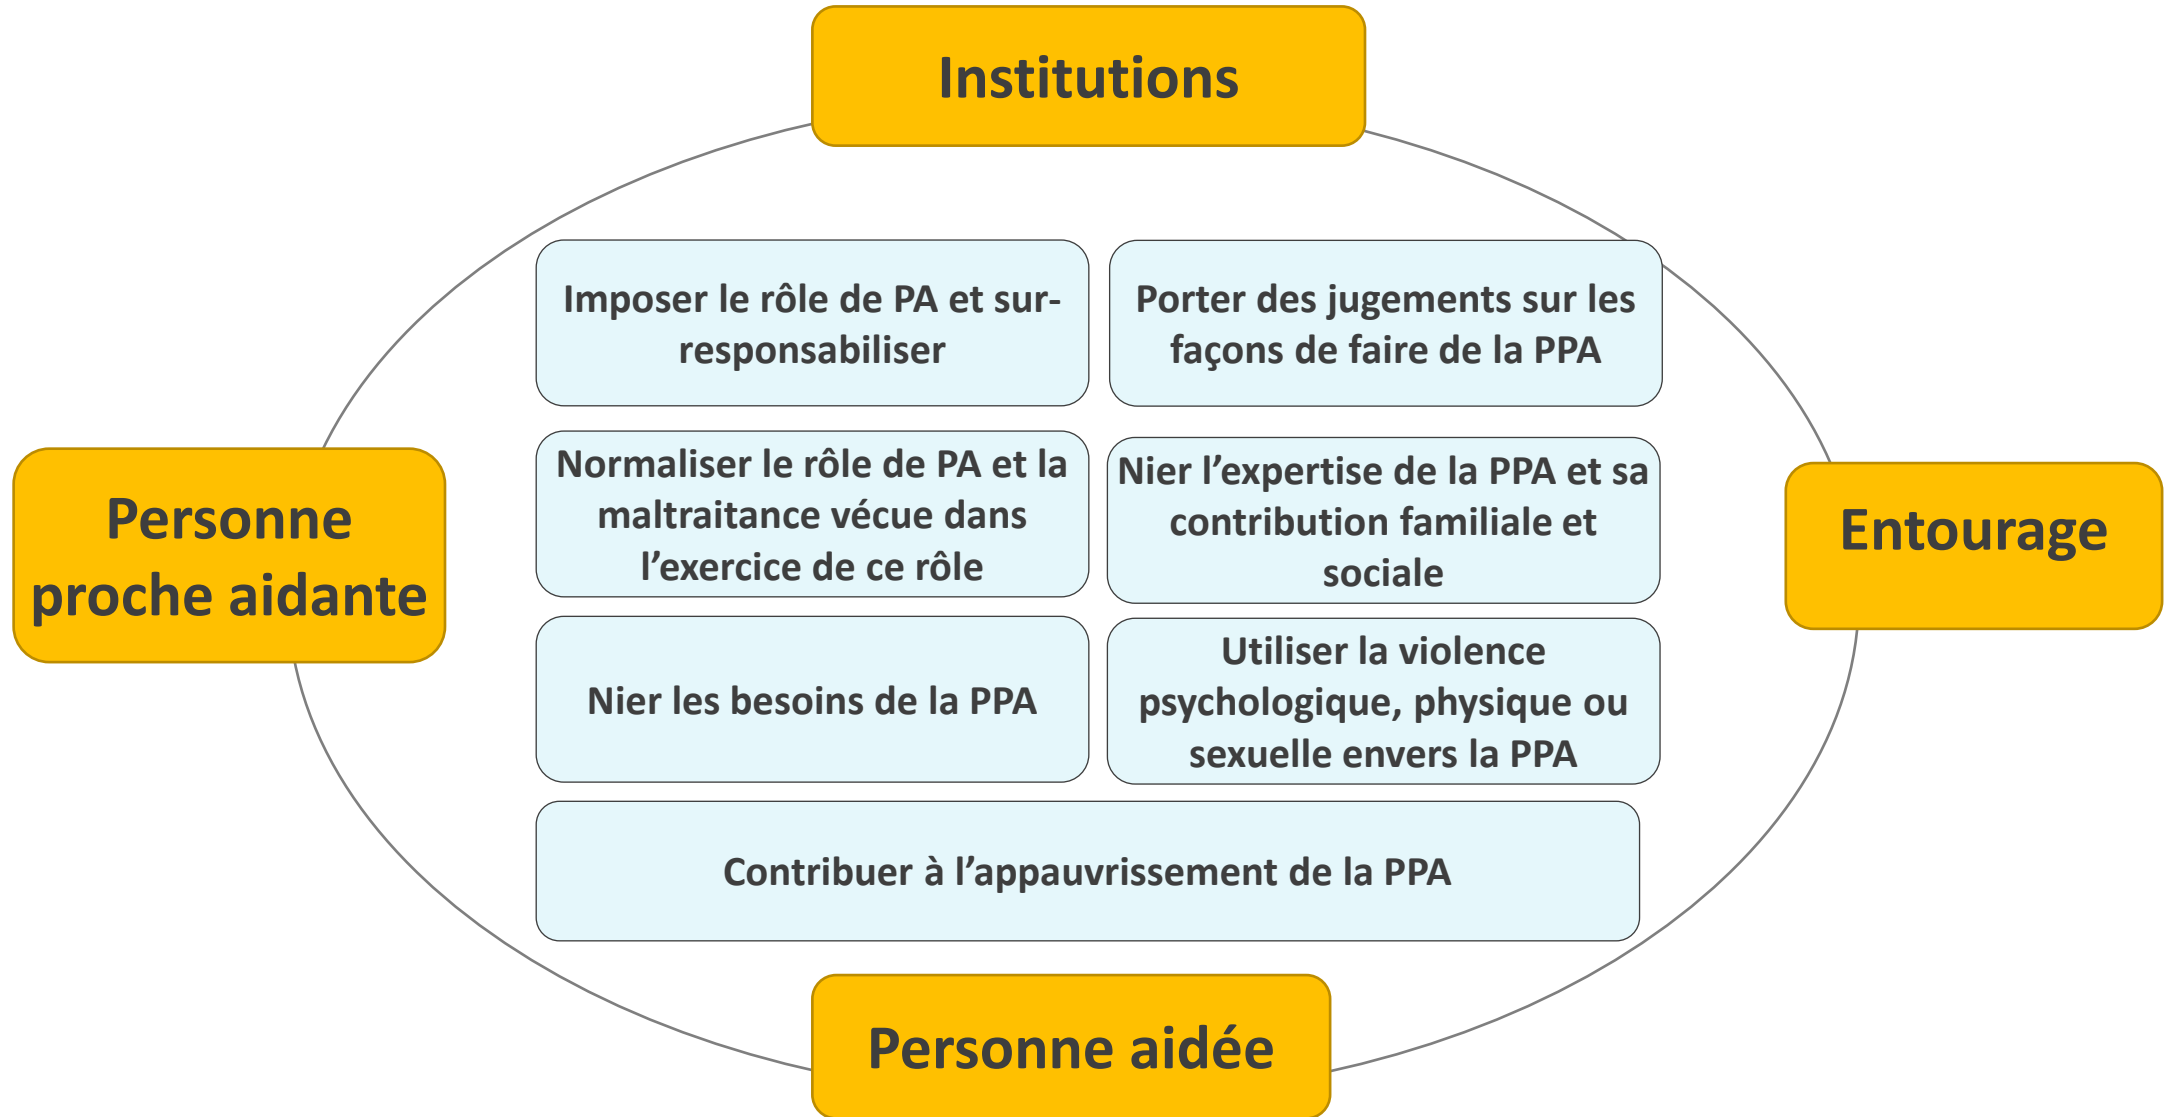 Institutions
Imposer le rôle de PA et sur-
responsabiliser
Porter des jugements sur les
façons de faire de la PPA
Normaliser le rôle de PA et la
maltraitance vécue dans
l’exercice de ce rôle
Nier l’expertise de la PPA et sa
contribution familiale et
sociale
Personne
proche aidante
Entourage
Nier les besoins de la PPA
Utiliser la violence
psychologique, physique ou
sexuelle envers la PPA
Contribuer à l’appauvrissement de la PPA
Personne aidée